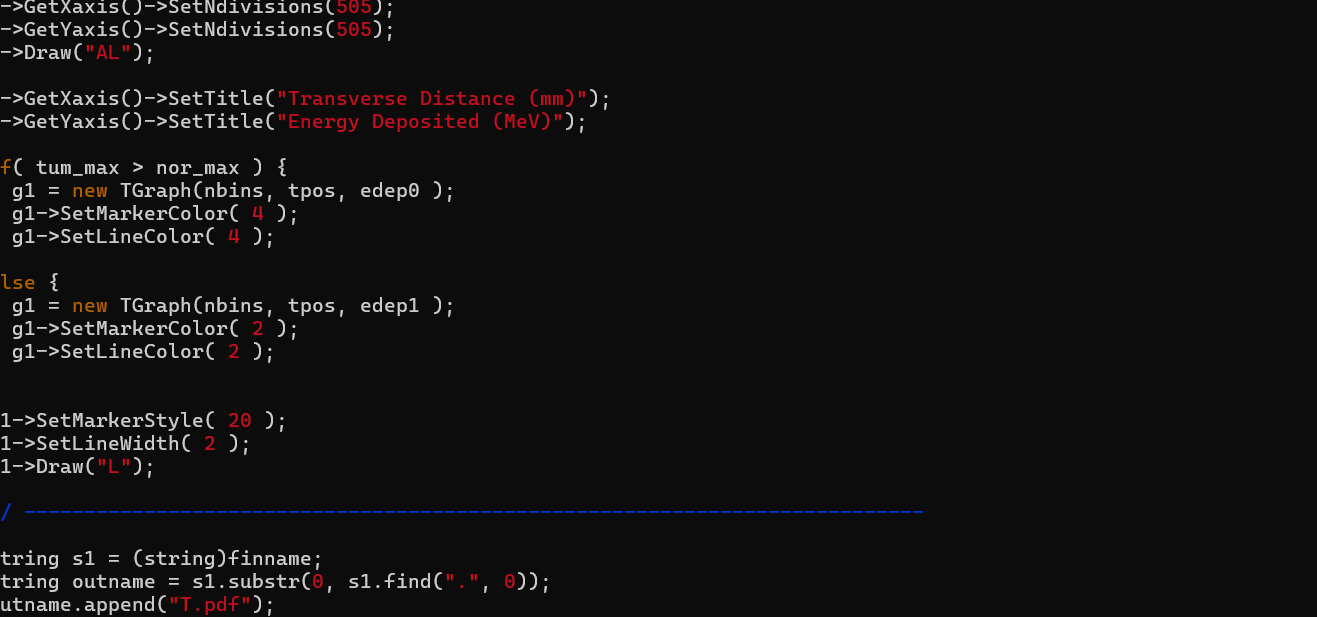 ->GetXaxis()->SetNdivisions(505);
->GetYaxis()->SetNdivisions(505);
->Draw("AL");
->GetXaxis()->SetTitle("Transverse Distance (mm)");
->GetYaxis()->SetTitle("Energy Deposited (MeV)");
f( tum_max > nor_max ) {
g1 = new TGraph(nbins, tpos, edep0 );
g1->SetMarkerColor( 4 );
g1->SetLineColor( 4 );
lse {
g1 = new TGraph(nbins, tpos, edep1 );
g1->SetMarkerColor( 2 );
g1->SetLineColor( 2 );
1->SetMarkerStyle( 20 );
1->SetLineWidth( 2 );
1->Draw("L");
/ ---------------------------------------------------------------------------
tring s1 = (string)finname;
tring outname = s1.substr(0, s1.find(".", 0));
utname.append("T.pdf");